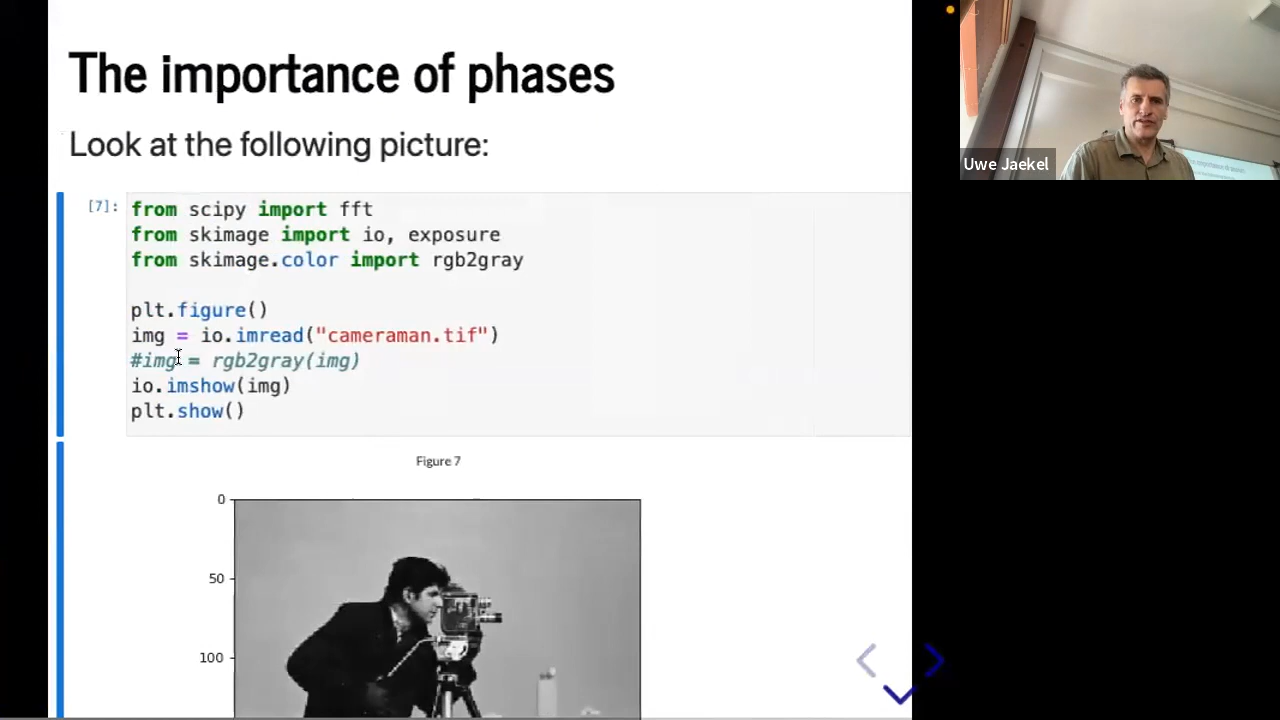 The importance of phases
Look at the following picture:
[7]:
from scipy import fft
from skimage import io, exposure
from skimage.color import rgb2gray
plt.figure()
img = io.imread("cameraman.tif")
#img = rgb2gray(img)
io.imshow(img)
plt.show()
Figure 7
0
50
100
Uwe Jaekel